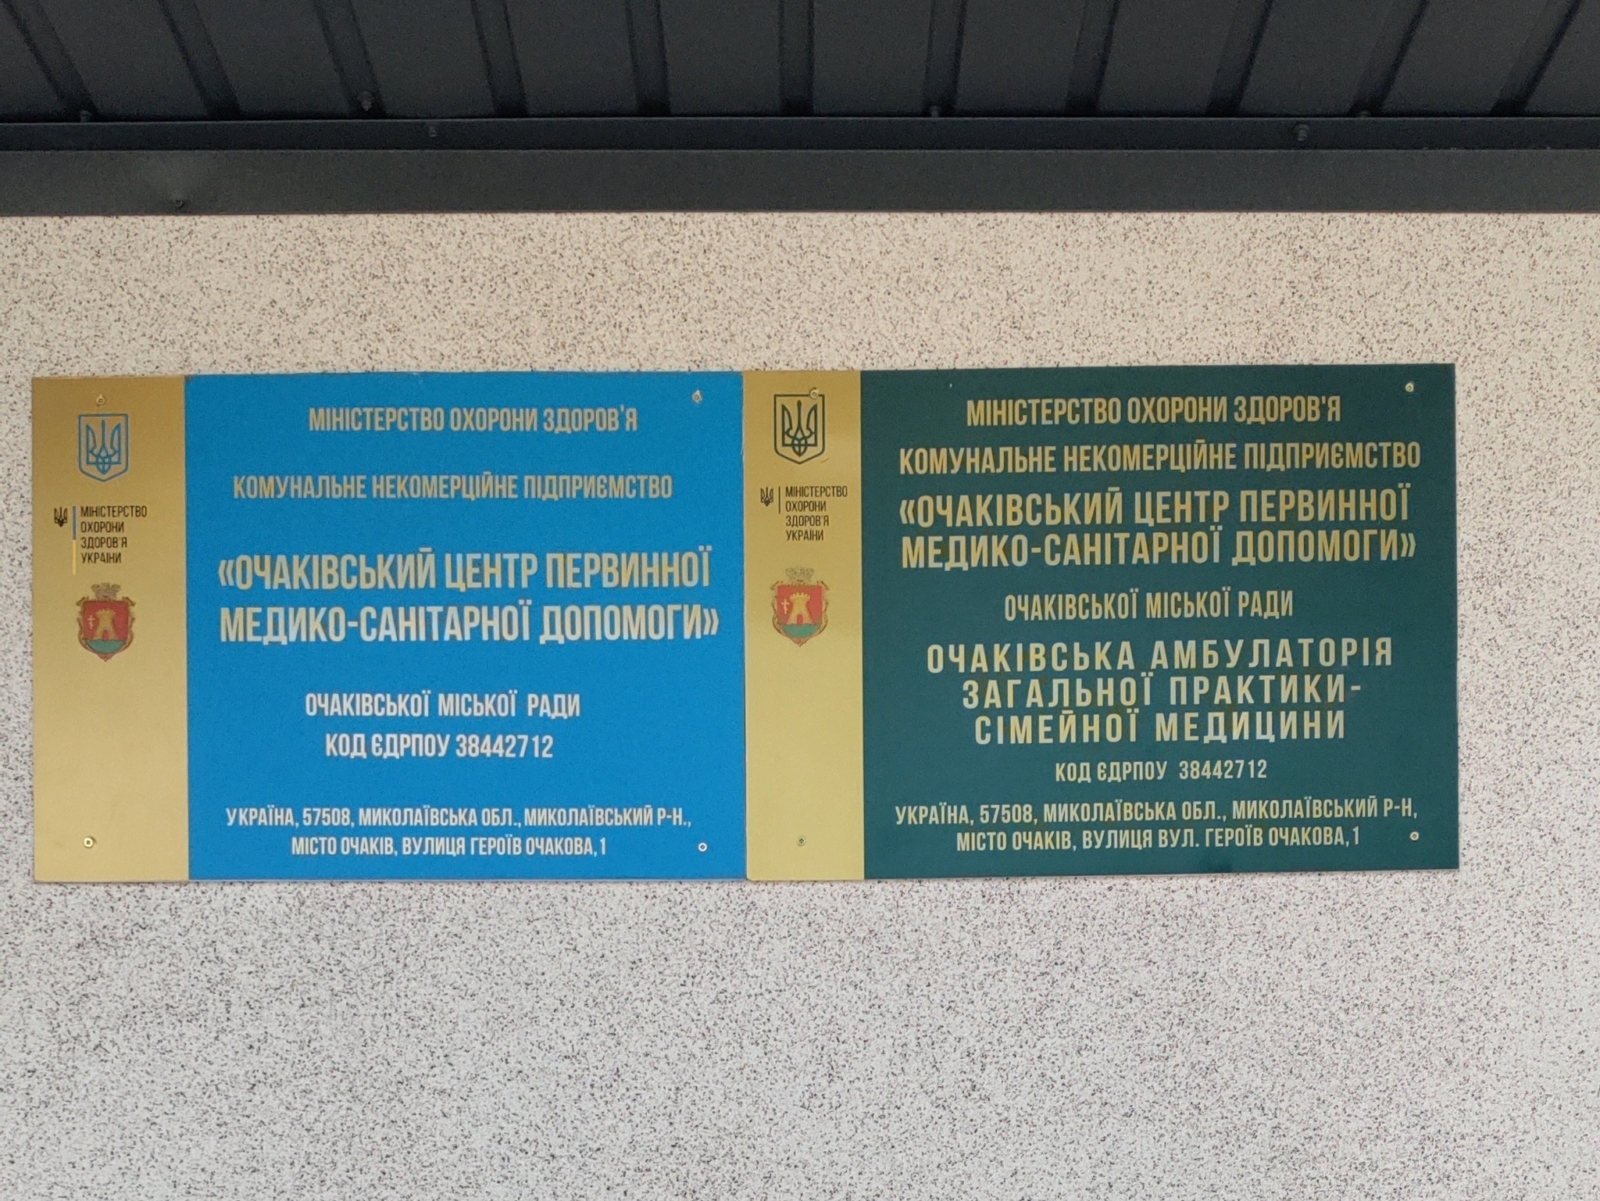 МІНІСТЕРСТВО
ОХОРОНИ
ЗДОРОВ'Я
УКРАЇНИ
МІНІСТЕРСТВО ОХОРОНИ ЗДОРОВ'Я
КОМУНАЛЬНЕ НЕКОМЕРЦІЙНЕ ПІДПРИЄМСТВО
«ОЧАКІВСЬКИЙ ЦЕНТР ПЕРВИННОЇ
МЕДИКО-САНІТАРНОЇ ДОПОМОГИ»
ОЧАКІВСЬКОЇ МІСЬКОЇ РАДИ
КОД ЄДРПОУ 38442712
УКРАЇНА, 57508, МИКОЛАЇВСЬКА ОБЛ., МИКОЛАЇВСЬКИЙ Р-Н.,
МІСТО ОЧАКІВ, ВУЛИЦЯ ГЕРОЇВ ОЧАКОВА,1
МІНІСТЕРСТВО
ОХОРОНИ
ЗДОРОВ'Я
УКРАЇНИ
МІНІСТЕРСТВО ОХОРОНИ ЗДОРОВ'Я
КОМУНАЛЬНЕ НЕКОМЕРЦІЙНЕ ПІДПРИЄМСТВО
«ОЧАКІВСЬКИЙ ЦЕНТР ПЕРВИННОЇ
МЕДИКО-САНІТАРНОЇ ДОПОМОГИ»
ОЧАКІВСЬКОЇ МІСЬКОЇ РАДИ
ОЧАКІВСЬКА АМБУЛАТОРІЯ
ЗАГАЛЬНОЇ ПРАКТИКИ-
СІМЕЙНОЇ МЕДИЦИНИ
КОД ЄДРПОУ 38442712
УКРАЇНА, 57508, МИКОЛАЇВСЬКА ОБЛ., МИКОЛАЇВСЬКИЙ Р-Н,
МІСТО ОЧАКІВ, ВУЛИЦЯ ВУЛ. ГЕРОЇВ ОЧАКОВА,1